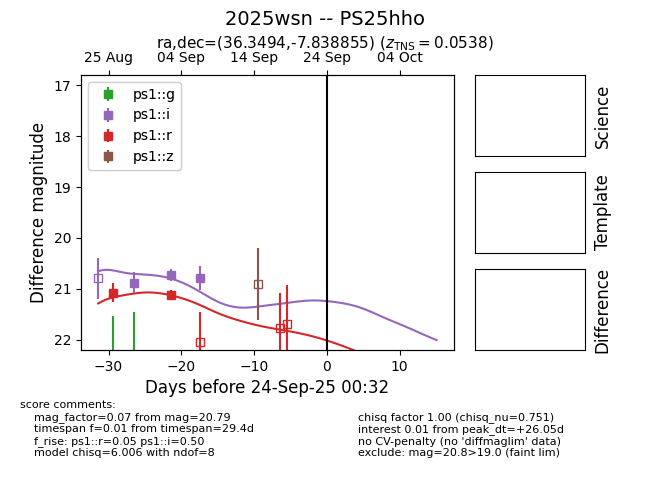 2025wsn -- PS25hho
ra,dec=(36.3494,-7.838855) (z_TNS = 0.0538)
25 Aug 04 Sep 14 Sep 24 Sep 04 Oct
ps1::g
ps1::i
ps1::r
ps1::z
17
18
19
20
21
22
Difference magnitude
−30 −20 −10 0 10
Days before 24-Sep-25 00:32
Science
Template
Difference
score comments:
mag_factor=0.07 from mag=20.79
timespan f=0.01 from timespan=29.4d
f_rise: ps1::r=0.05 ps1::i=0.50
model chisq=6.006 with ndof=8
chisq factor 1.00 (chisq_nu=0.751)
interest 0.01 from peak_dt=+26.05d
no CV-penalty (no 'diffmaglim' data)
exclude: mag=20.8>19.0 (faint lim)